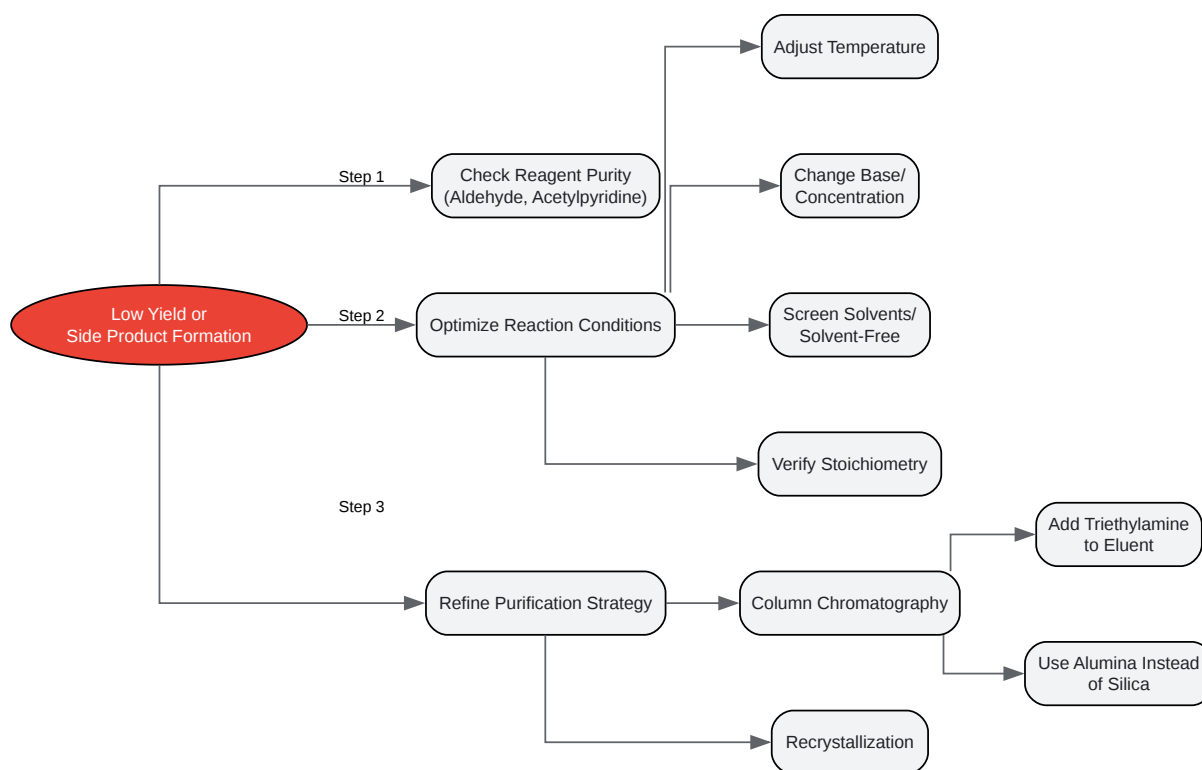 Adjust Temperature
Step 1
Check Reagent Purity
(Aldehyde, Acetylpyridine)
Change Base/
Concentration
Low Yield or
Side Product Formation
Step 2
Optimize Reaction Conditions
Screen Solvents/
Solvent-Free
Verify Stoichiometry
Step 3
Add Triethylamine
to Eluent
Refine Purification Strategy
Column Chromatography
Use Alumina Instead
of Silica
Recrystallization